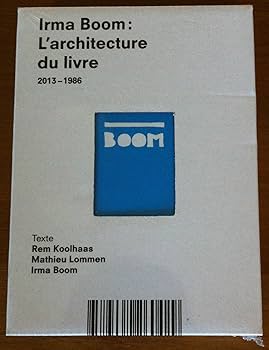 Irma Boom:
L'architecture
du livre
2013–1986
BOOM
Texte
Rem Koolhaas
Mathieu Lommen
Irma Boom